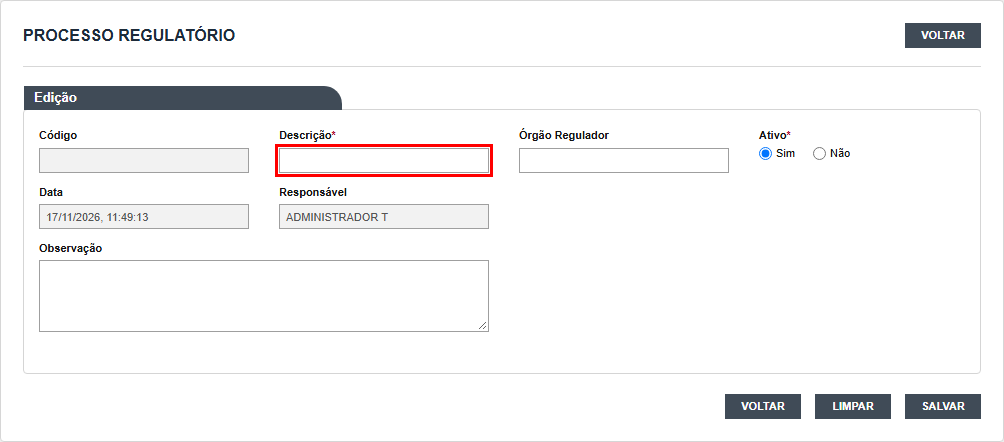 PROCESSO REGULATÓRIO
VOLTAR
Edição
Código
Descrição*
Órgão Regulador
Ativo*
Sim
Não
Data
Responsável
17/11/2026, 11:49:13
ADMINISTRADOR T
Observação
VOLTAR
LIMPAR
SALVAR